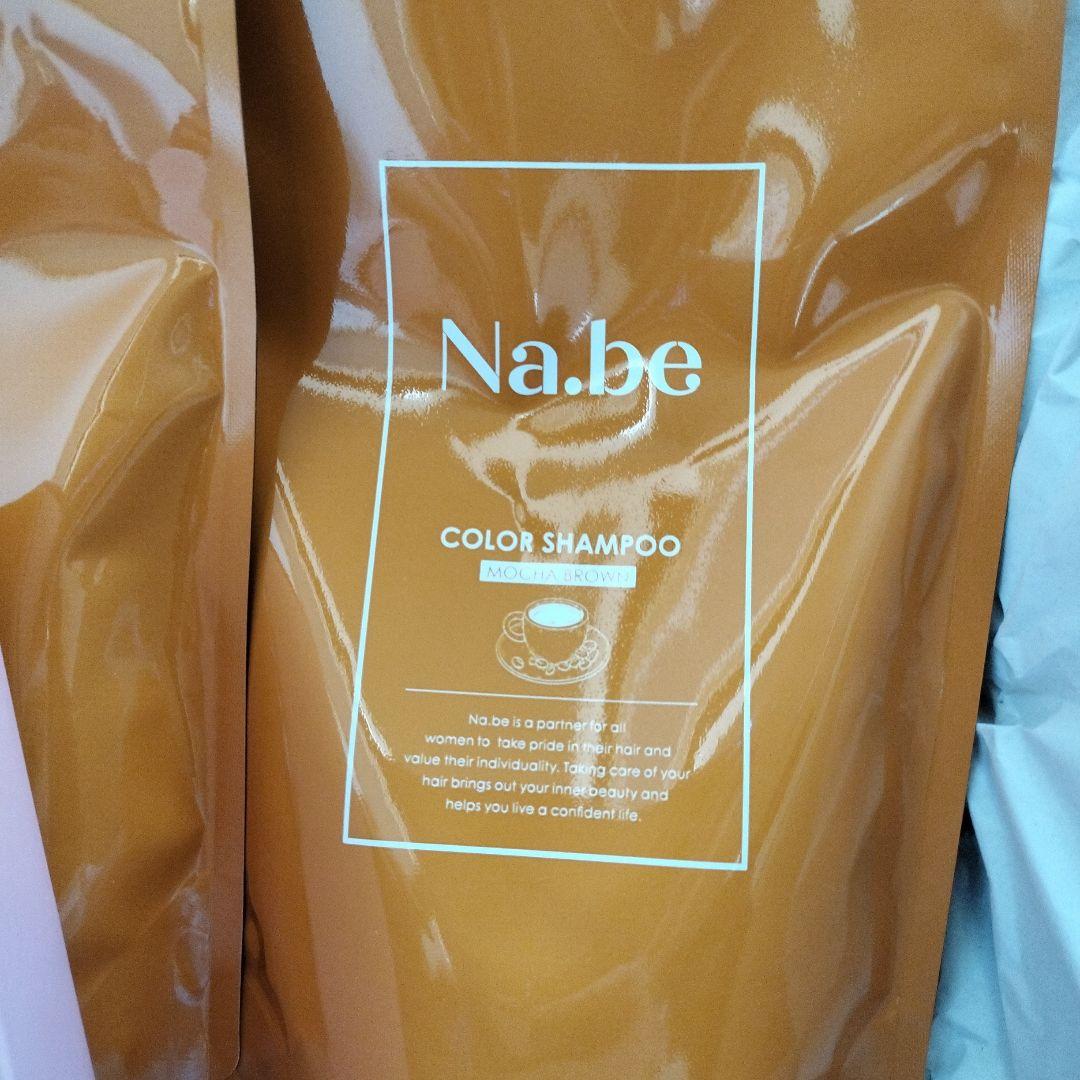 Na.be
COLOR SHAMPOO
MOCHA BROWN
Na.be is a partner for all
women to take pride in their hair and
value their individuality. Taking care of your
hair brings out your inner beauty and
helps you live a confident life.